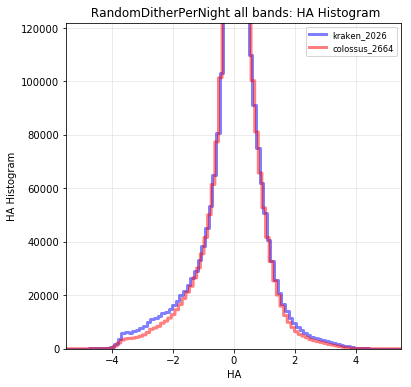 RandomDitherPerNight all bands: HA Histogram
kraken_2026
colossus_2664
HA Histogram
120000
100000
80000
60000
40000
20000
0
−4
−2
0
2
4
HA